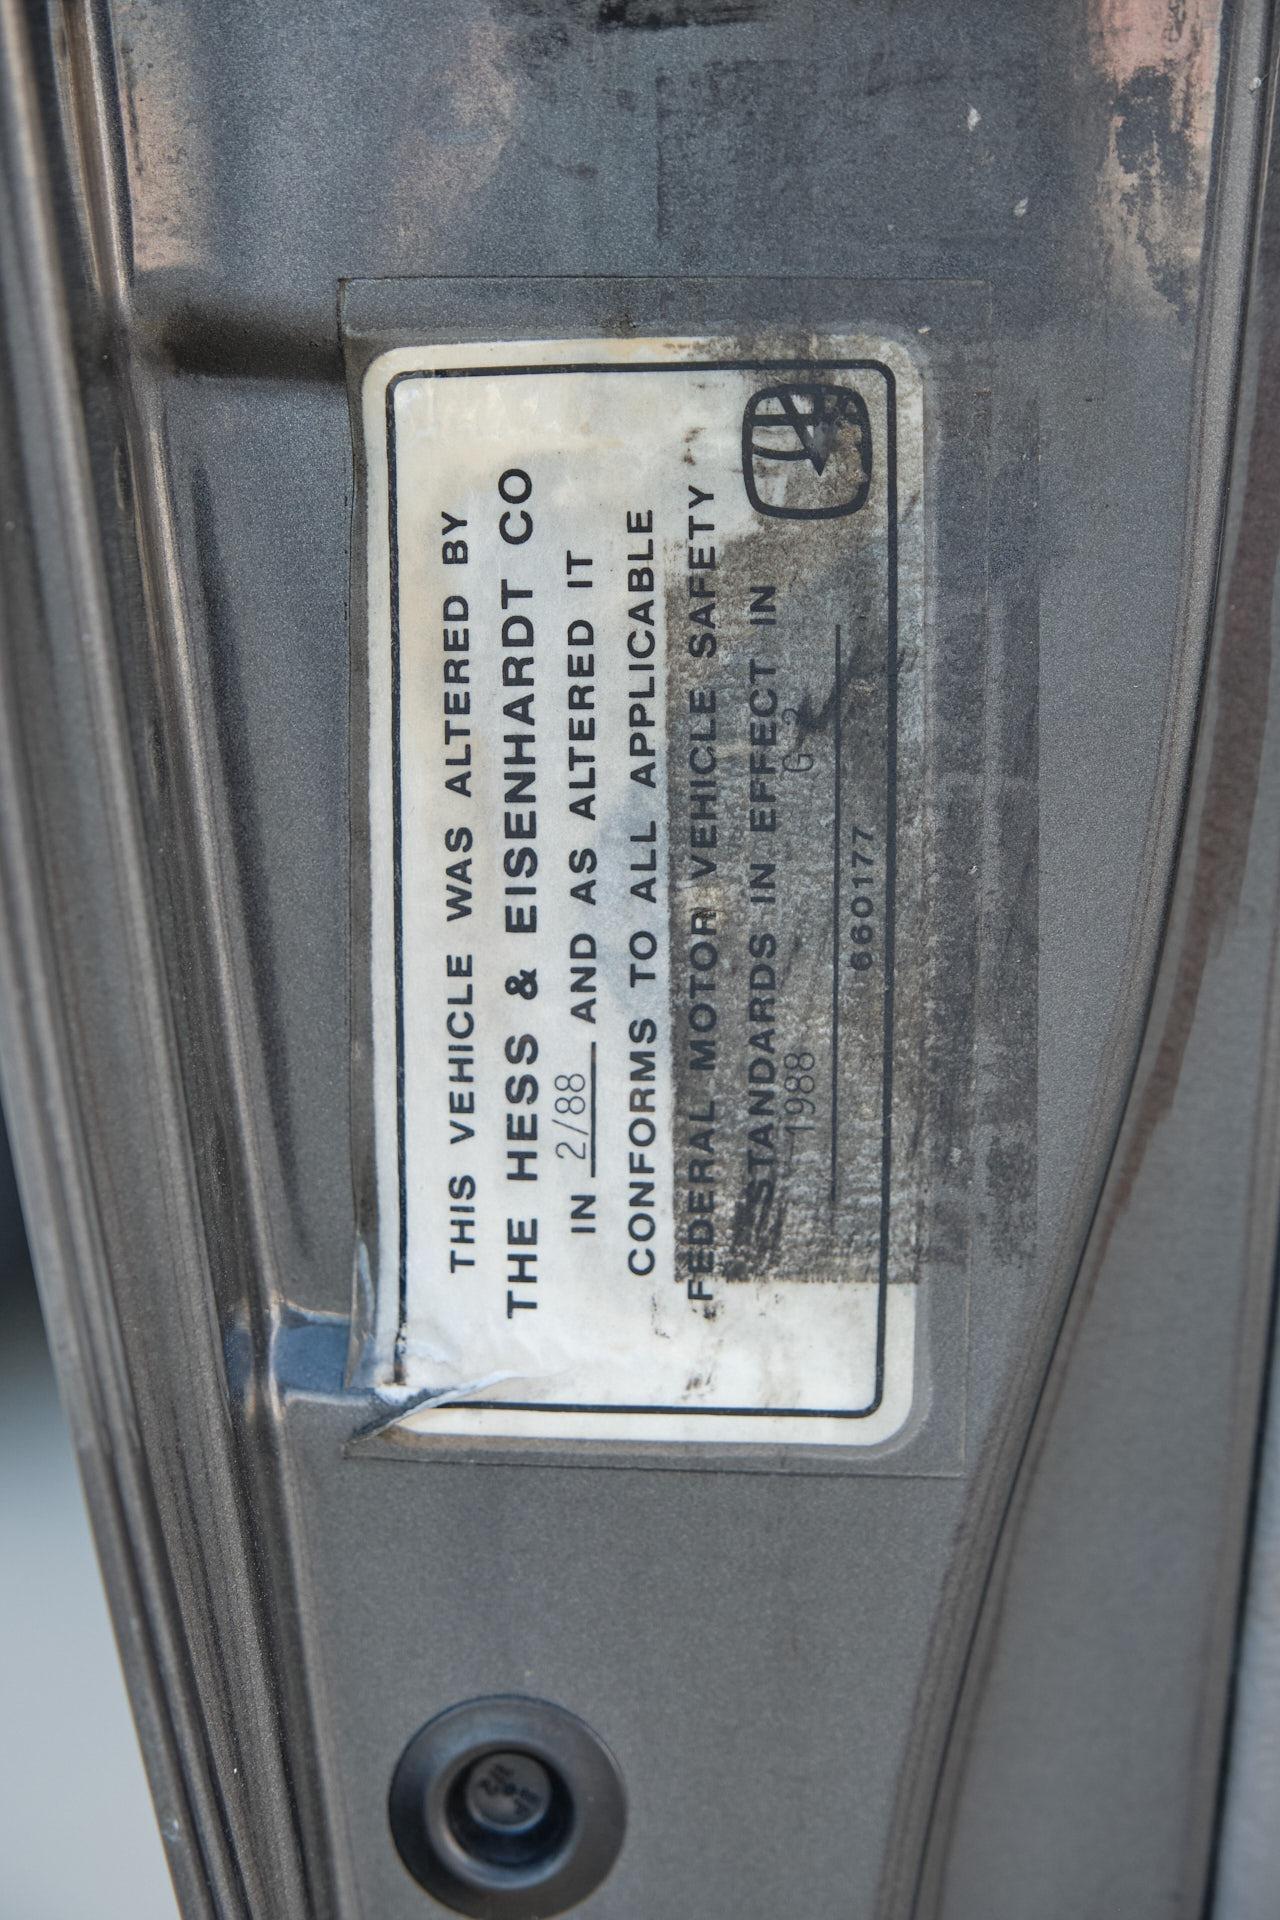 THIS VEHICLE WAS ALTERED BY
THE HESS & EISENHARDT CO
IN 2/88 AND AS ALTERED IT
CONFORMS TO ALL APPLICABLE
FEDERAL MOTOR VEHICLE SAFETY
STANDARDS IN EFFECT IN
1988
660177